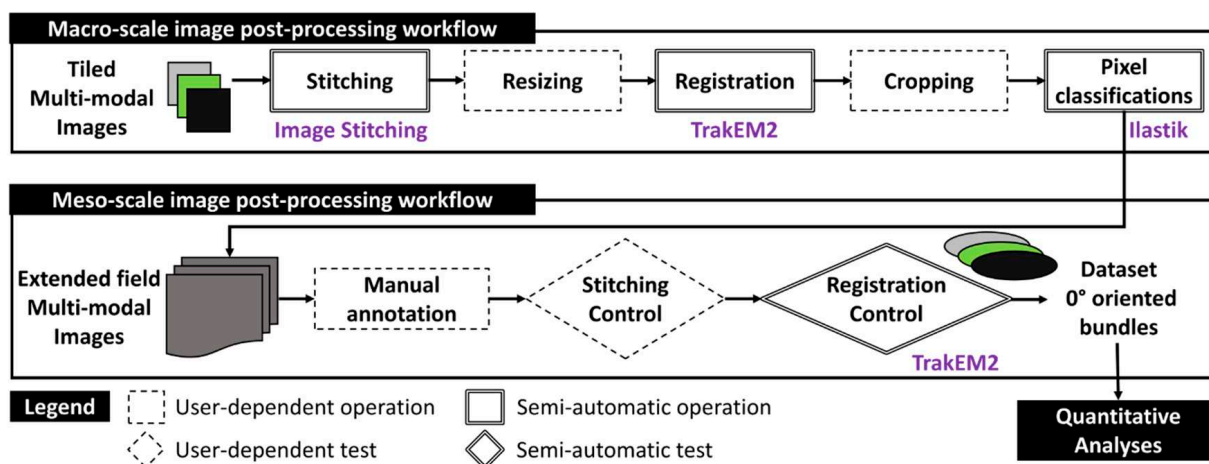 Macro-scale image post-processing workflow
Tiled
Multi-modal
Images
Stitching
Resizing
Registration
Cropping
Pixel
classifications
Image Stitching
TrakEM2
Ilastik
Meso-scale image post-processing workflow
Extended field
Multi-modal
Images
Manual
annotation
Stitching
Control
Registration
Control
Dataset
0° oriented
bundles
TrakEM2
Legend
User-dependent operation
Semi-automatic operation
User-dependent test
Semi-automatic test
Quantitative
Analyses